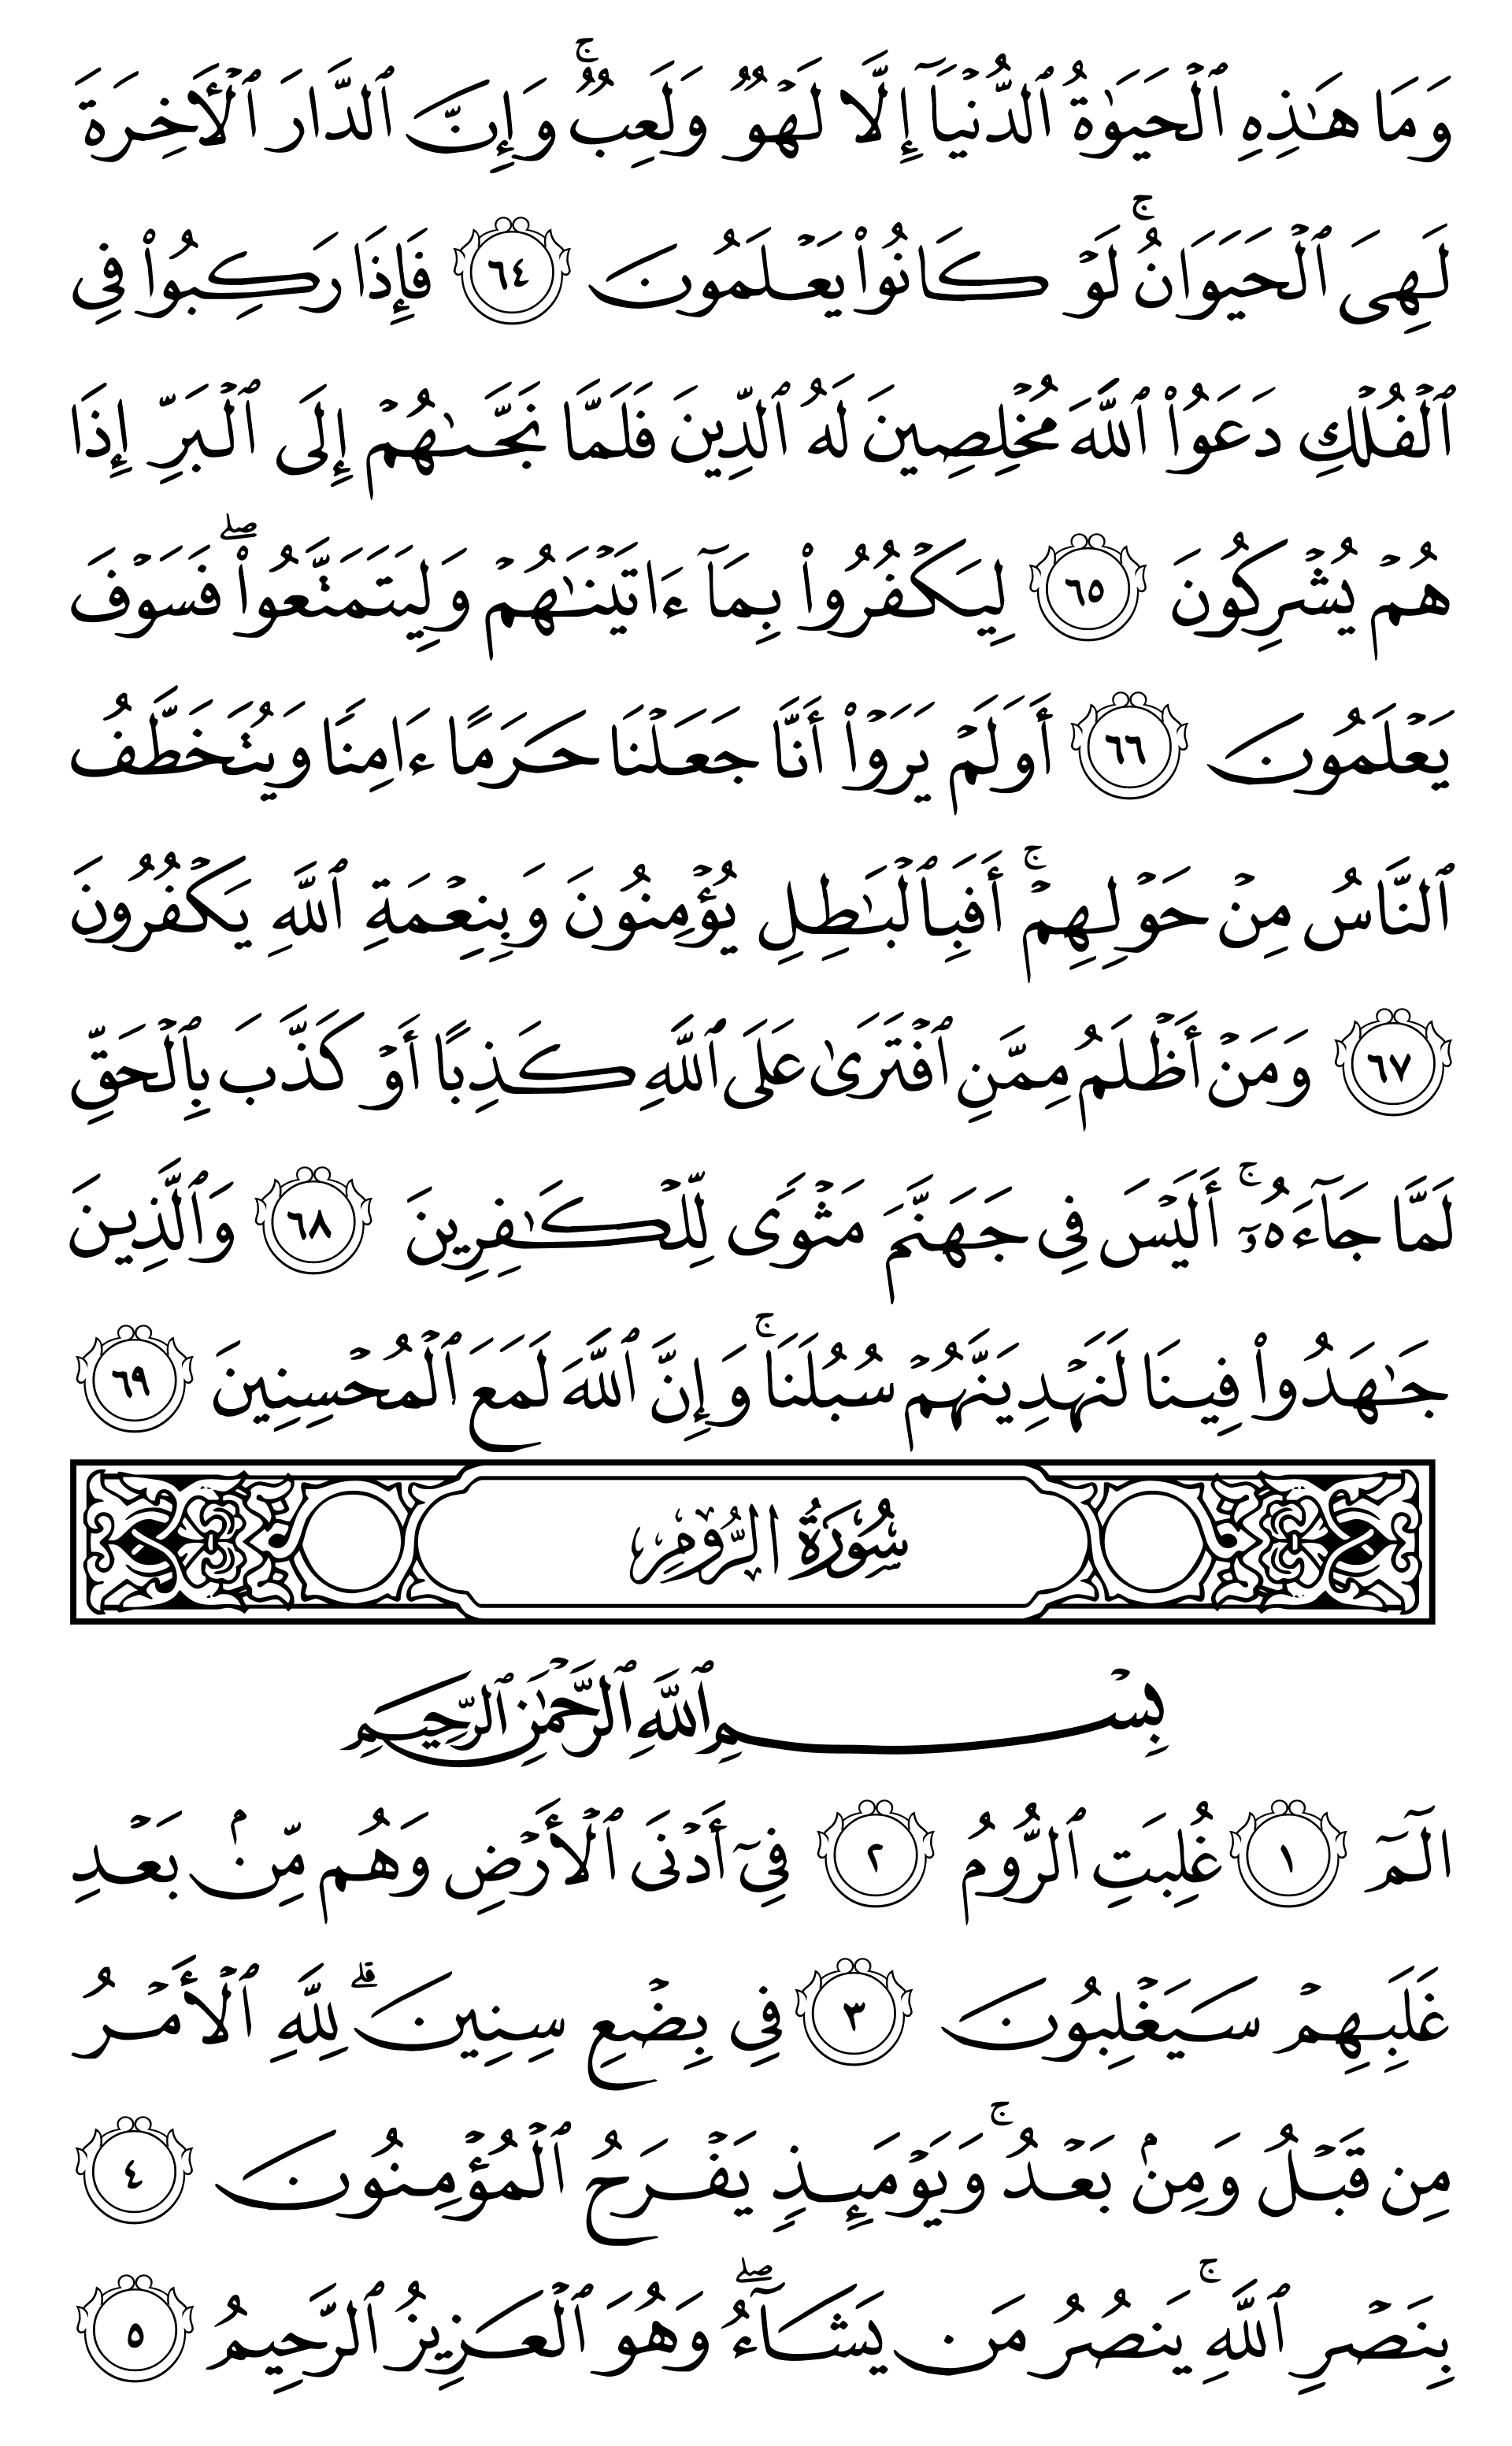 وَمَا هَٰذِهِ ٱلْحَيَوٰةُ ٱلدُّنْيَآ إِلَّا لَهْوٌ وَلَعِبٌ ۚ وَإِنَّ ٱلدَّارَ ٱلْأَخِرَةَ
لَهِىَ ٱلْحَيَوَانُ ۚ لَوْ كَانُوا۟ يَعْلَمُونَ ٦٤ فَإِذَا رَكِبُوا۟ فِى
ٱلْفُلْكِ دَعَوُا۟ ٱللَّهَ مُخْلِصِينَ لَهُ ٱلدِّينَ فَلَمَّا نَجَّىٰهُمْ إِلَى ٱلْبَرِّ إِذَا
هُمْ يُشْرِكُونَ ٦٥ لِيَكْفُرُوا۟ بِمَآ ءَاتَيْنَٰهُمْ وَلِيَتَمَتَّعُوا۟ ۖ فَسَوْفَ
يَعْلَمُونَ ٦٦ أَوَلَمْ يَرَوْا۟ أَنَّا جَعَلْنَا حَرَمًا ءَامِنًا وَيُتَخَطَّفُ
ٱلنَّاسُ مِنْ حَوْلِهِمْ ۚ أَفَبِٱلْبَٰطِلِ يُؤْمِنُونَ وَبِنِعْمَةِ ٱللَّهِ يَكْفُرُونَ
٦٧ وَمَنْ أَظْلَمُ مِمَّنِ ٱفْتَرَىٰ عَلَى ٱللَّهِ كَذِبًا أَوْ كَذَّبَ بِٱلْحَقِّ
لَمَّا جَآءَهُۥٓ ۚ أَلَيْسَ فِى جَهَنَّمَ مَثْوًى لِّلْكَٰفِرِينَ ٦٨ وَٱلَّذِينَ
جَٰهَدُوا۟ فِينَا لَنَهْدِيَنَّهُمْ سُبُلَنَا ۚ وَإِنَّ ٱللَّهَ لَمَعَ ٱلْمُحْسِنِينَ ٦٩
سُورَةُ الرُّومِ
بِسْمِ ٱللَّهِ ٱلرَّحْمَٰنِ ٱلرَّحِيمِ
الٓمٓ ١ غُلِبَتِ ٱلرُّومُ ٢ فِىٓ أَدْنَى ٱلْأَرْضِ وَهُم مِّنۢ بَعْدِ
غَلَبِهِمْ سَيَغْلِبُونَ ٣ فِى بِضْعِ سِنِينَ ۗ لِلَّهِ ٱلْأَمْرُ
مِن قَبْلُ وَمِنۢ بَعْدُ ۚ وَيَوْمَئِذٍ يَفْرَحُ ٱلْمُؤْمِنُونَ ٤
بِنَصْرِ ٱللَّهِ ۚ يَنصُرُ مَن يَشَآءُ ۖ وَهُوَ ٱلْعَزِيزُ ٱلرَّحِيمُ ٥